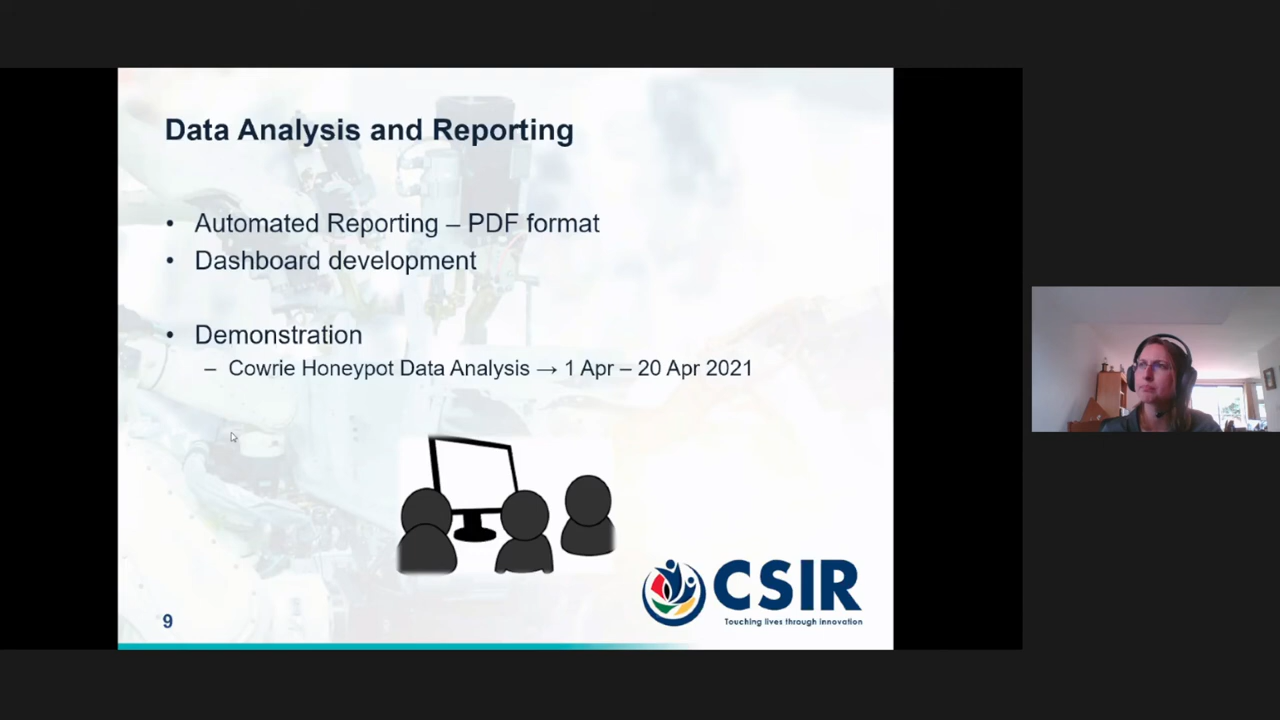 Data Analysis and Reporting
• Automated Reporting – PDF format
• Dashboard development
• Demonstration
– Cowrie Honeypot Data Analysis → 1 Apr – 20 Apr 2021
CSIR
Touching lives through innovation
9